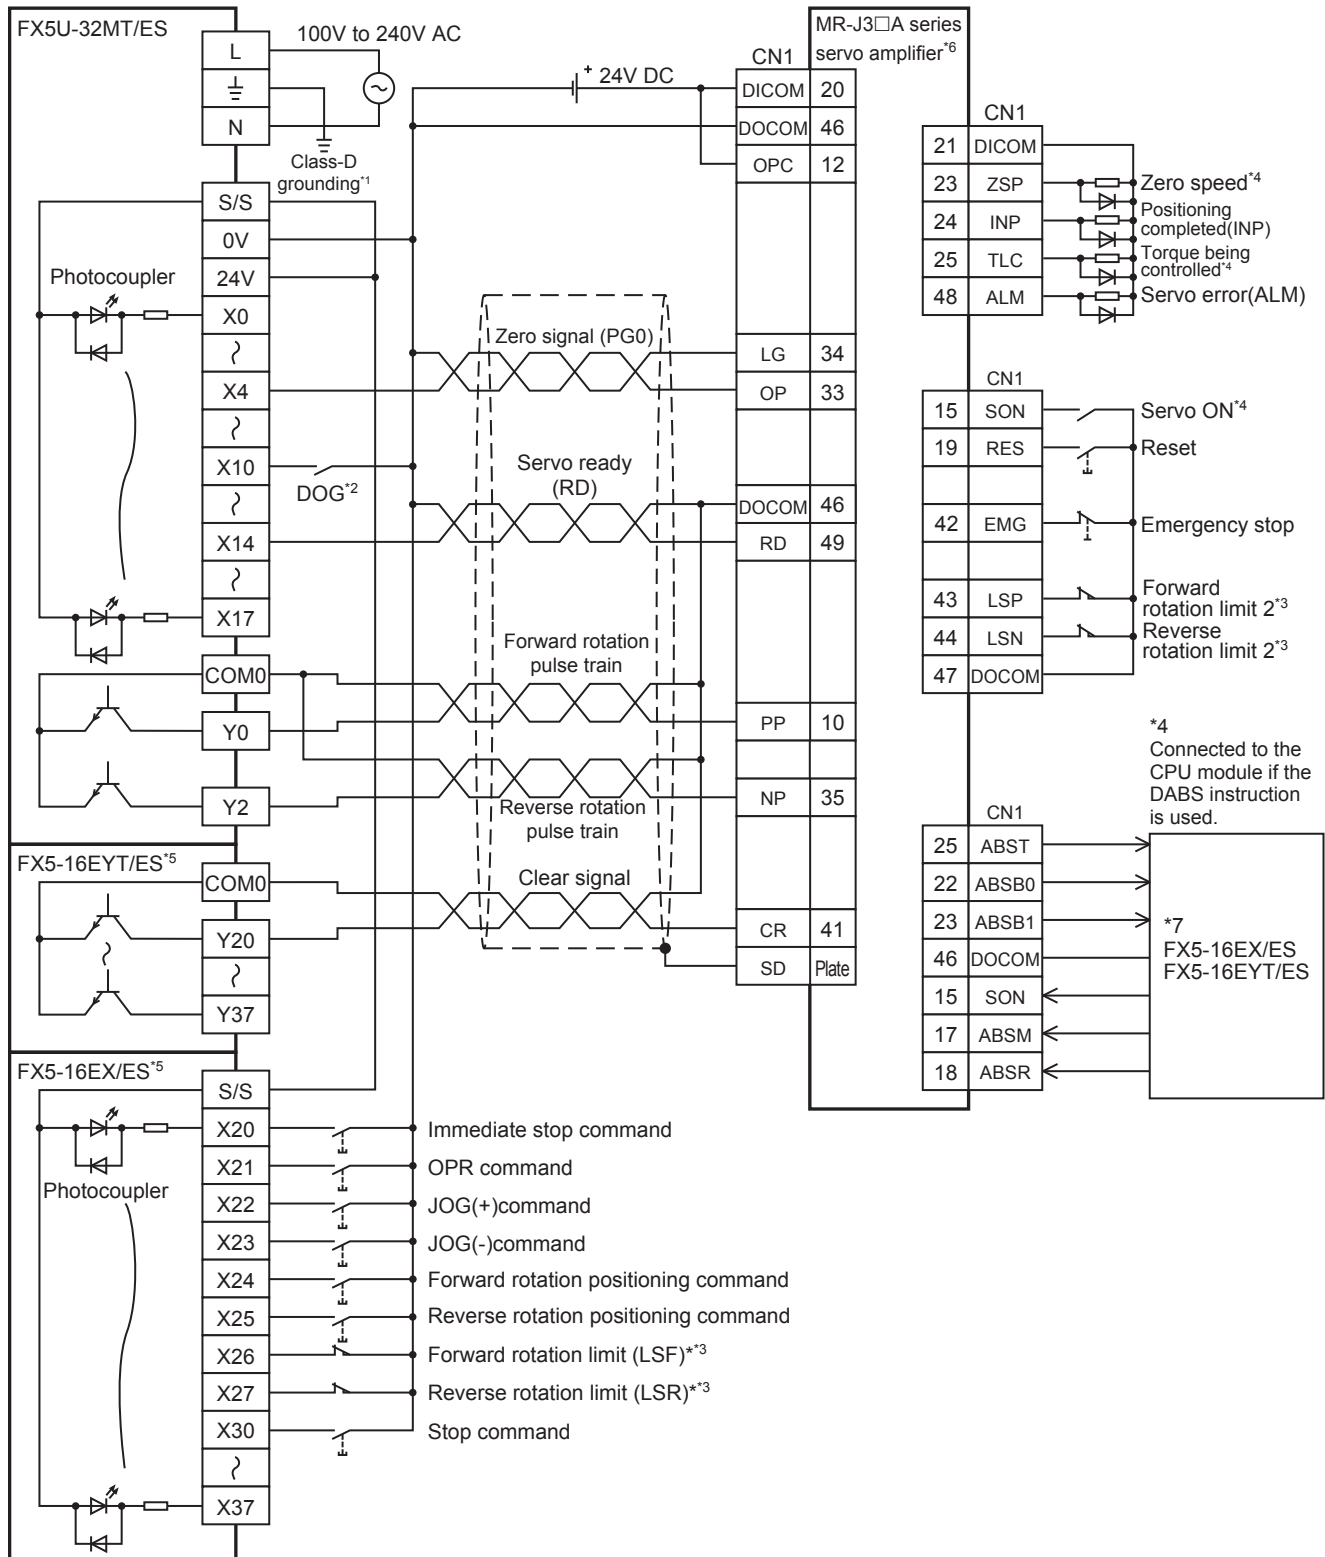 FX5U-32MT/ES
L
N
100V to 240V AC
Class-D
grounding*1
S/S
0V
24V
X0
X4
X10
X14
X17
COM0
Y0
Y2
Photocoupler
DOG*2
+ 24V DC
Zero signal (PG0)
Servo ready
(RD)
Forward rotation
pulse train
Reverse rotation
pulse train
Clear signal
FX5-16EYT/ES*5
COM0
Y20
Y37
FX5-16EX/ES*5
S/S
Photocoupler
X20 Immediate stop command
X21 OPR command
X22 JOG(+)command
X23 JOG(-)command
X24 Forward rotation positioning command
X25 Reverse rotation positioning command
X26 Forward rotation limit (LSF)**3
X27 Reverse rotation limit (LSR)**3
X30 Stop command
X37
MR-J3□A series
servo amplifier*6
CN1
DICOM 20
DOCOM 46
OPC 12
LG 34
OP 33
DOCOM 46
RD 49
PP 10
NP 35
CR 41
SD Plate
CN1
21 DICOM
23 ZSP Zero speed*4
24 INP Positioning
completed(INP)
25 TLC Torque being
controlled*4
48 ALM Servo error(ALM)
CN1
15 SON Servo ON*4
19 RES Reset
42 EMG Emergency stop
43 LSP Forward
rotation limit 2*3
44 LSN Reverse
rotation limit 2*3
47 DOCOM
*4
Connected to the
CPU module if the
DABS instruction
is used.
CN1
25 ABST
22 ABSB0
23 ABSB1
46 DOCOM
15 SON
17 ABSM
18 ABSR
*7
FX5-16EX/ES
FX5-16EYT/ES